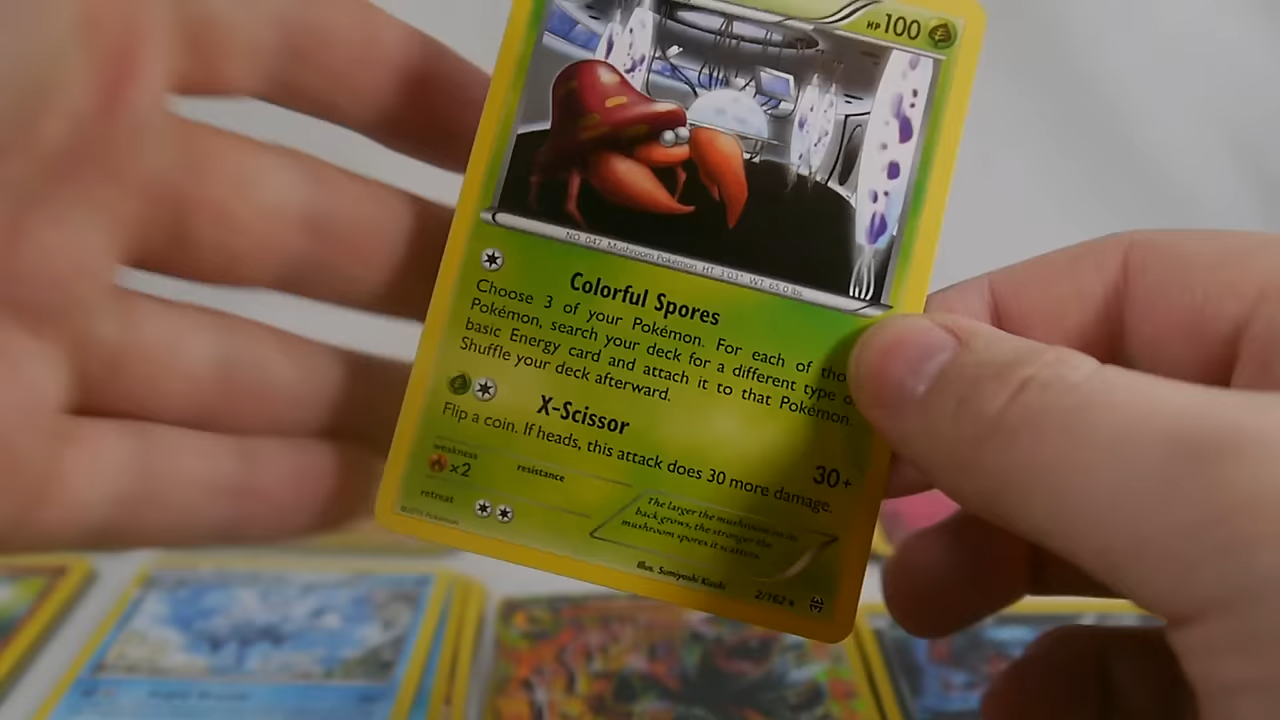 HP 100
NO. 047 Mushroom Pokémon HT: 3'03" WT: 65.0 lbs
Colorful Spores
Choose 3 of your Pokémon. For each of
Pokémon, search your deck for a different type
basic Energy card and attach it to that Pokémon.
Shuffle your deck afterward.
X-Scissor
30+
Flip a coin. If heads, this attack does 30 more damage.
weakness
x2
resistance
retreat
The larger the mushroom on its
back grows, the stronger the
mushroom spores it scatters.
©2015 Pokémon
Illus. Sumiyoshi Kizuki
2/162